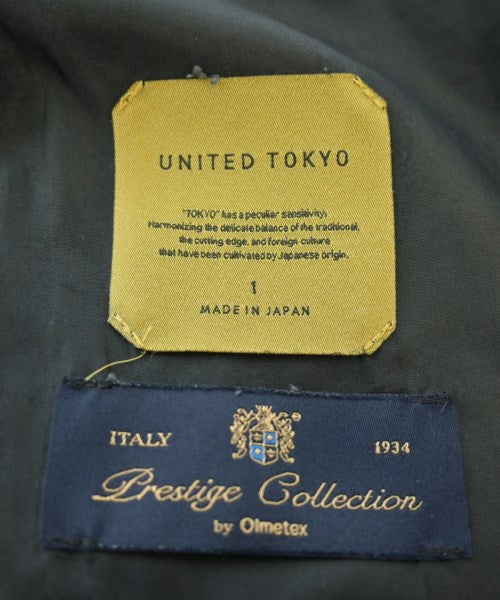 UNITED TOKYO
"TOKYO" has a peculiar sensitivity.
Harmonizing the delicate balance of the traditional,
the cutting edge, and foreign culture
that have been cultivated by Japanese origin.
1
MADE IN JAPAN
ITALY 1934
Prestige Collection
by Olmetex